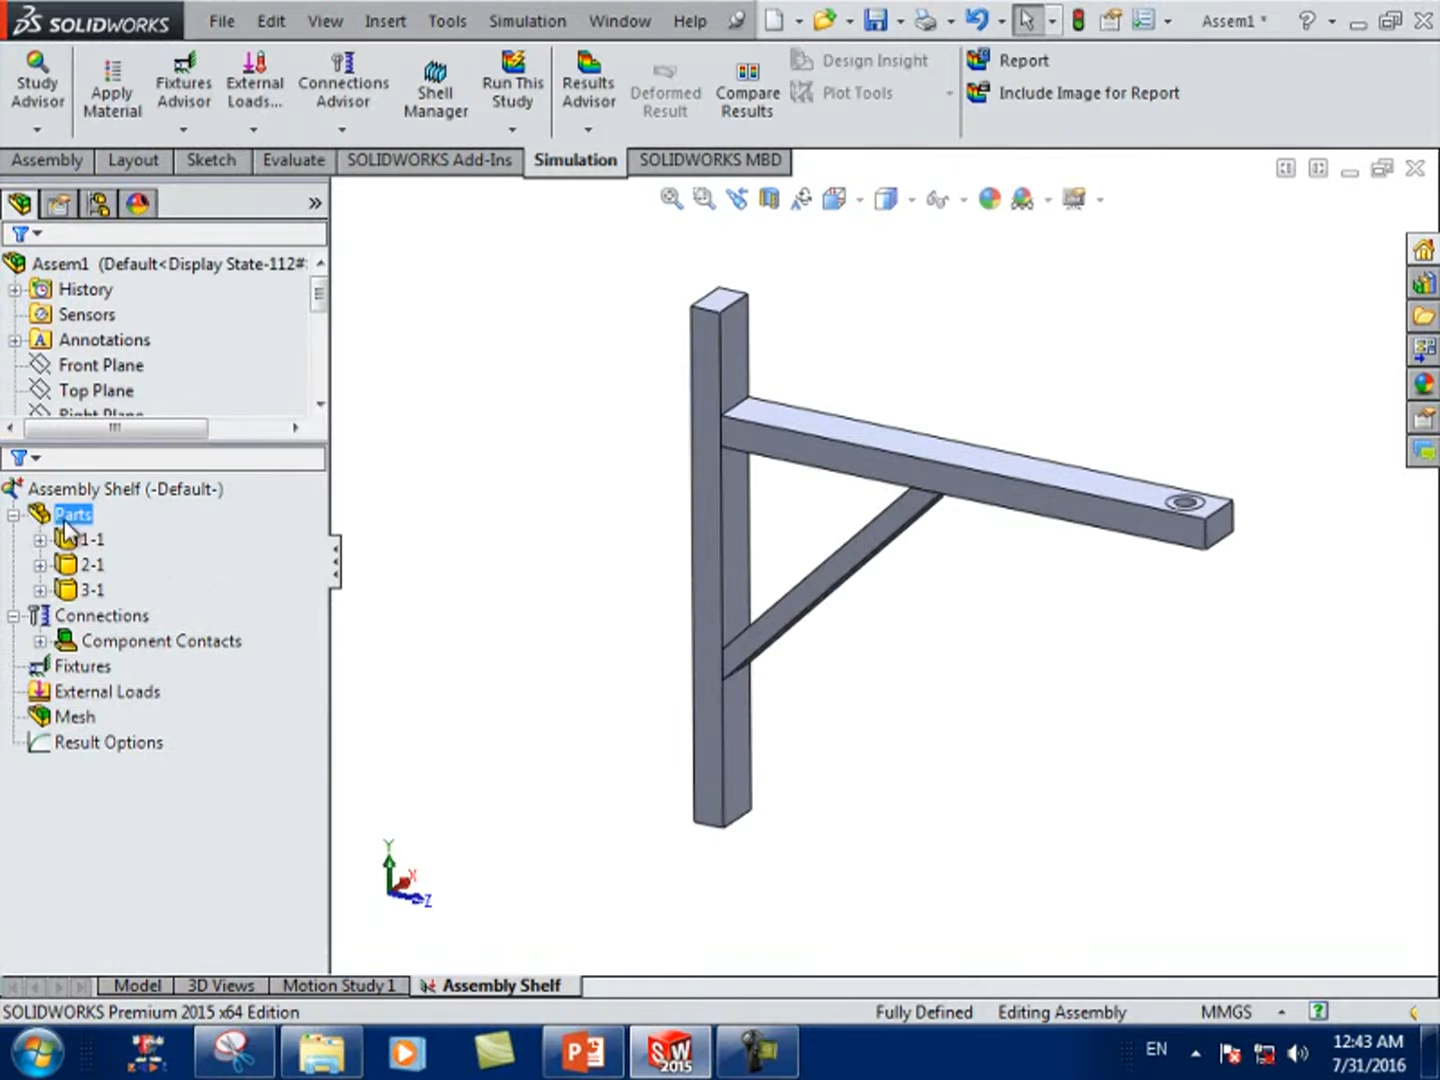 SOLIDWORKS File Edit View Insert Tools Simulation Window Help Assem1 *
Study Advisor
Apply Material
Fixtures Advisor
External Loads...
Connections Advisor
Shell Manager
Run This Study
Results Advisor
Deformed Result
Compare Results
Design Insight
Plot Tools
Report
Include Image for Report
Assembly Layout Sketch Evaluate SOLIDWORKS Add-Ins Simulation SOLIDWORKS MBD
Assem1 (Default<Display State-112#
History
Sensors
Annotations
Front Plane
Top Plane
Right Plane
Assembly Shelf (-Default-)
Parts
1-1
2-1
3-1
Connections
Component Contacts
Fixtures
External Loads
Mesh
Result Options
Y
X
Z
Model 3D Views Motion Study 1 Assembly Shelf
SOLIDWORKS Premium 2015 x64 Edition Fully Defined Editing Assembly MMGS
SW 2015
EN
12:43 AM
7/31/2016